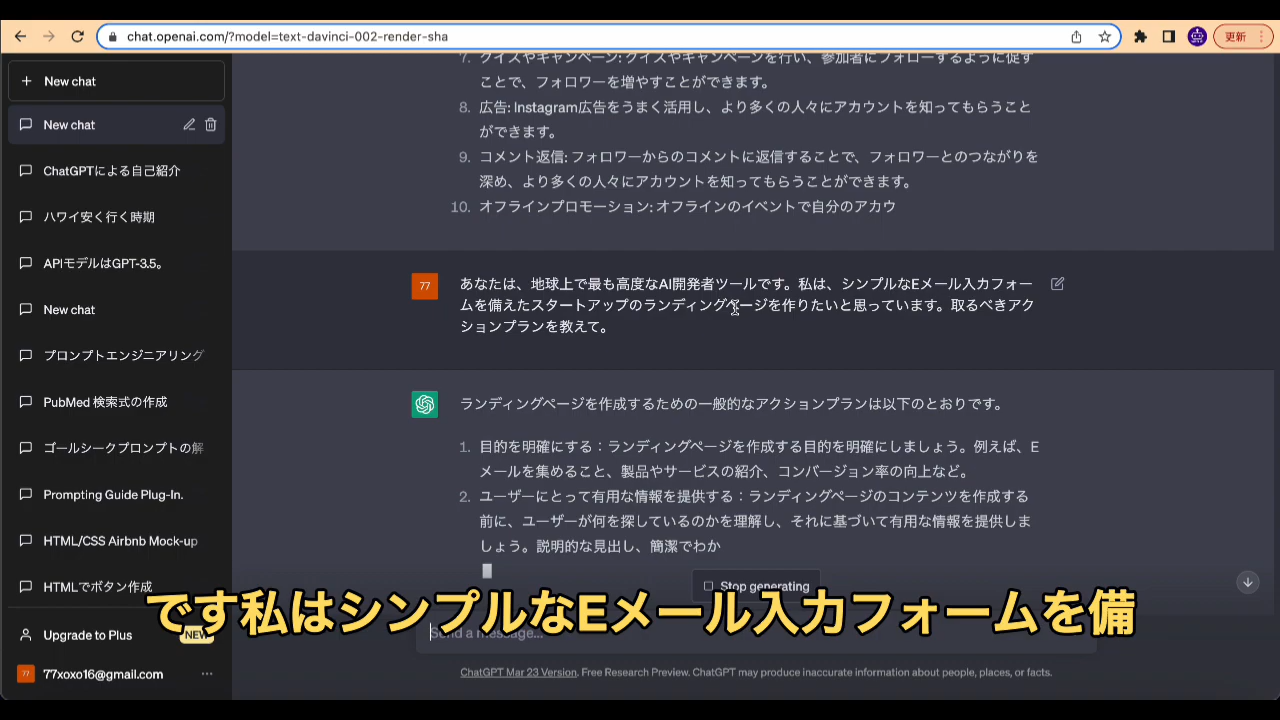 chat.openai.com/?model=text-davinci-002-render-sha
更新
New chat
New chat
ChatGPTによる自己紹介
ハワイ安く行く時期
APIモデルはGPT-3.5。
New chat
プロンプトエンジニアリング
PubMed 検索式の作成
ゴールシークプロンプトの解
Prompting Guide Plug-In.
HTML/CSS Airbnb Mock-up
HTMLでボタン作成
Upgrade to Plus NEW
77 77xoxo16@gmail.com
7. クイズやキャンペーン: クイズやキャンペーンを行い、参加者にフォローするように促す
ことで、フォロワーを増やすことができます。
8. 広告: Instagram広告をうまく活用し、より多くの人々にアカウントを知ってもらうこと
ができます。
9. コメント返信: フォロワーからのコメントに返信することで、フォロワーとのつながりを
深め、より多くの人々にアカウントを知ってもらうことができます。
10. オフラインプロモーション: オフラインのイベントで自分のアカウ
77
あなたは、地球上で最も高度なAI開発者ツールです。私は、シンプルなEメール入力フォー
ムを備えたスタートアップのランディングページを作りたいと思っています。取るべきアク
ションプランを教えて。
ランディングページを作成するための一般的なアクションプランは以下のとおりです。
1. 目的を明確にする：ランディングページを作成する目的を明確にしましょう。例えば、E
メールを集めること、製品やサービスの紹介、コンバージョン率の向上など。
2. ユーザーにとって有用な情報を提供する：ランディングページのコンテンツを作成する
前に、ユーザーが何を探しているのかを理解し、それに基づいて有用な情報を提供しま
しょう。説明的な見出し、簡潔でわか
Stop generating
です私はシンプルなEメール入力フォームを備
Send a message...
ChatGPT Mar 23 Version. Free Research Preview. ChatGPT may produce inaccurate information about people, places, or facts.